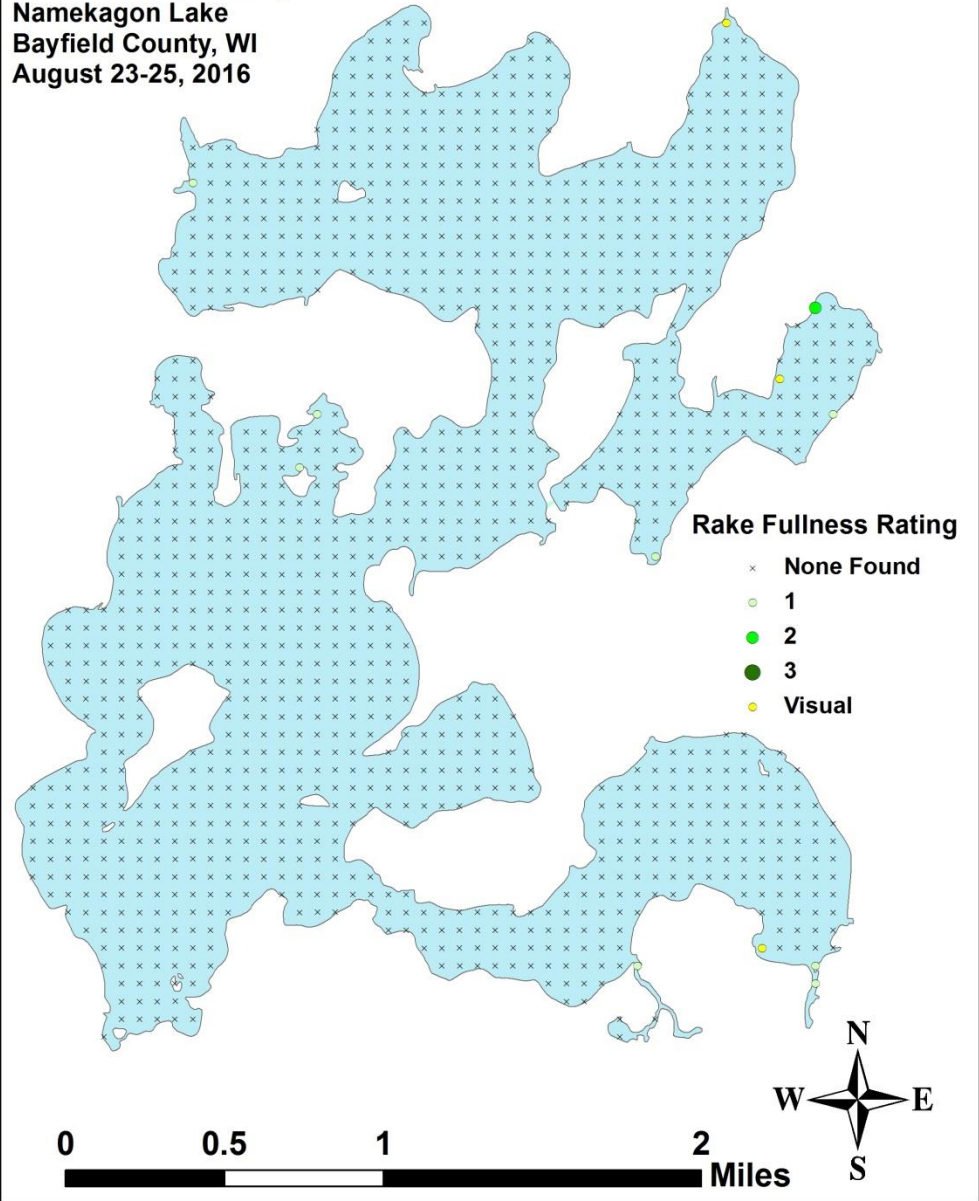 Namekagon Lake
Bayfield County, WI
August 23-25, 2016
Rake Fullness Rating
None Found
1
2
3
Visual
N
W E
S
0 0.5 1 2
Miles